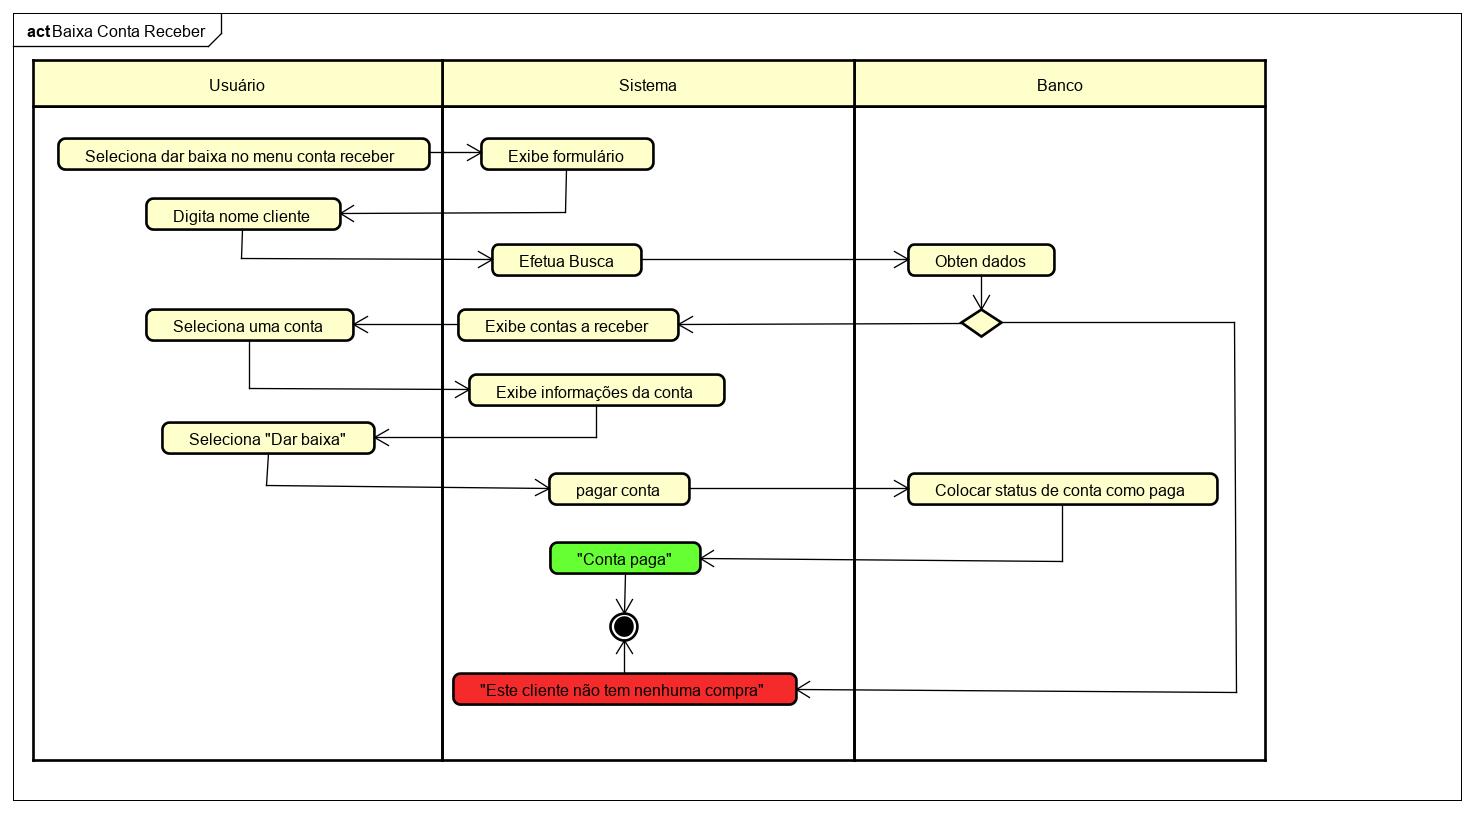 act Baixa Conta Receber
Usuário
Sistema
Banco
Seleciona dar baixa no menu conta receber
Exibe formulário
Digita nome cliente
Efetua Busca
Obten dados
Seleciona uma conta
Exibe contas a receber
Exibe informações da conta
Seleciona "Dar baixa"
pagar conta
Colocar status de conta como paga
"Conta paga"
"Este cliente não tem nenhuma compra"